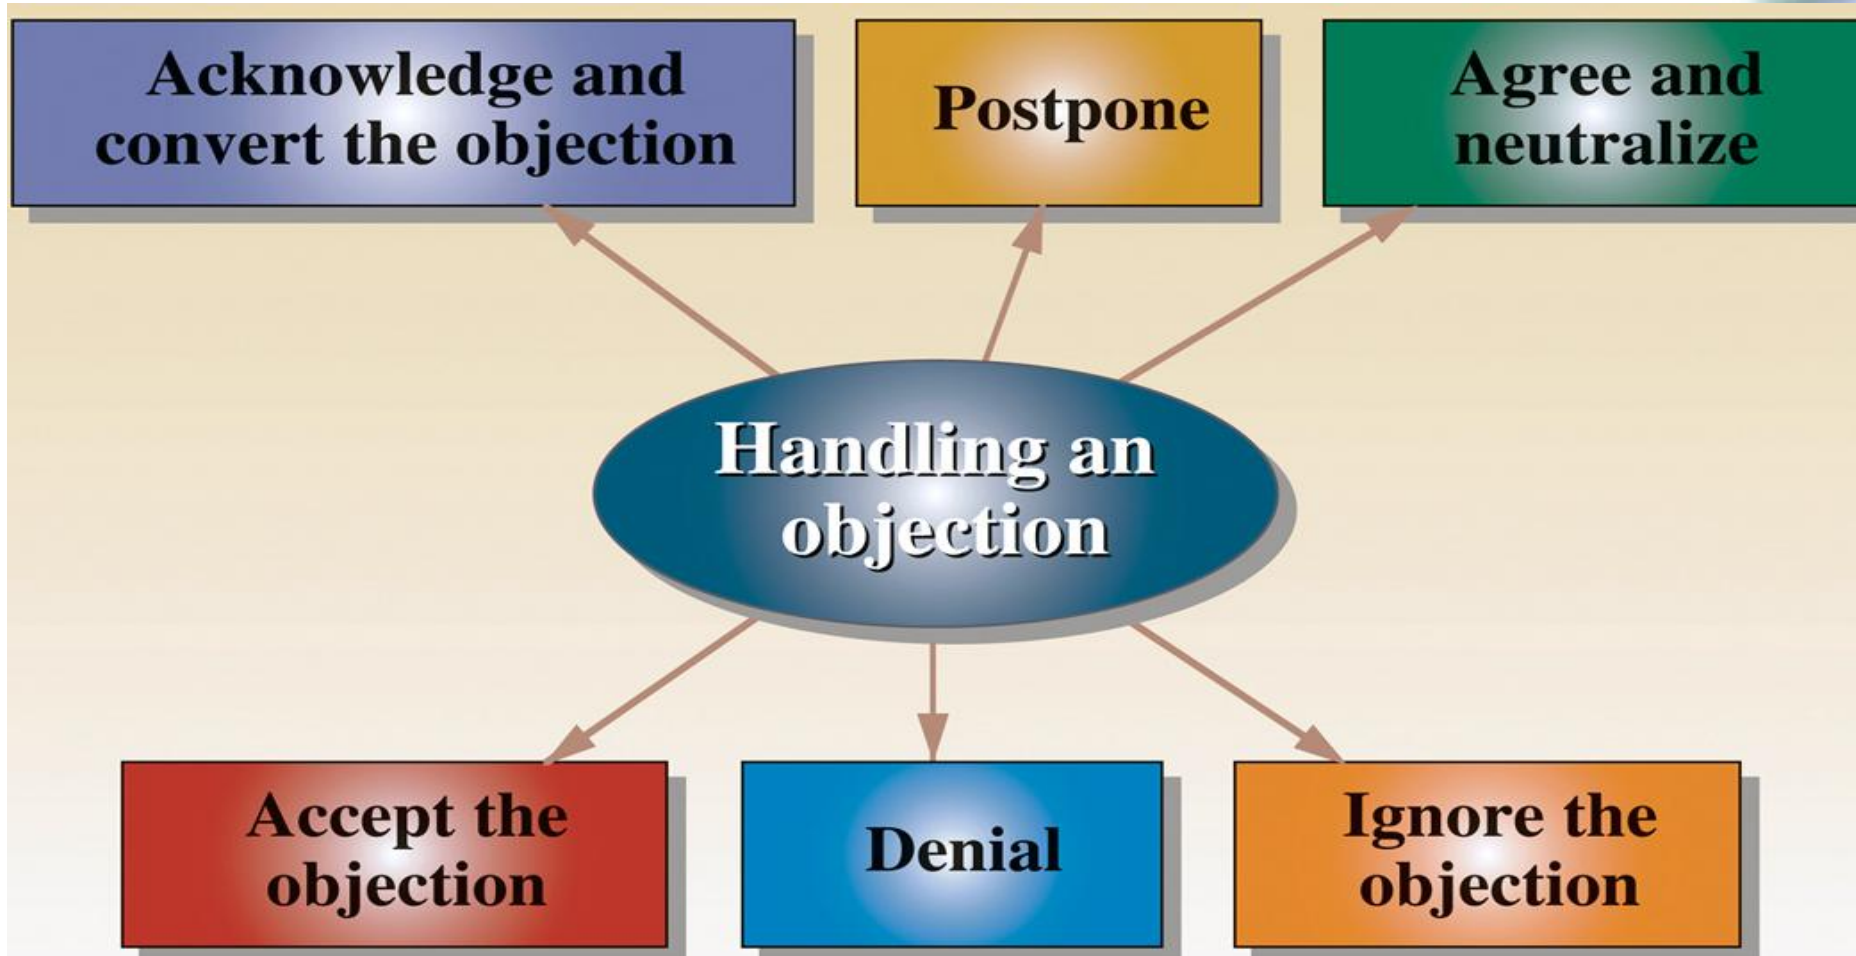 Acknowledge and
convert the objection
Postpone
Agree and
neutralize
Handling an
objection
Accept the
objection
Denial
Ignore the
objection